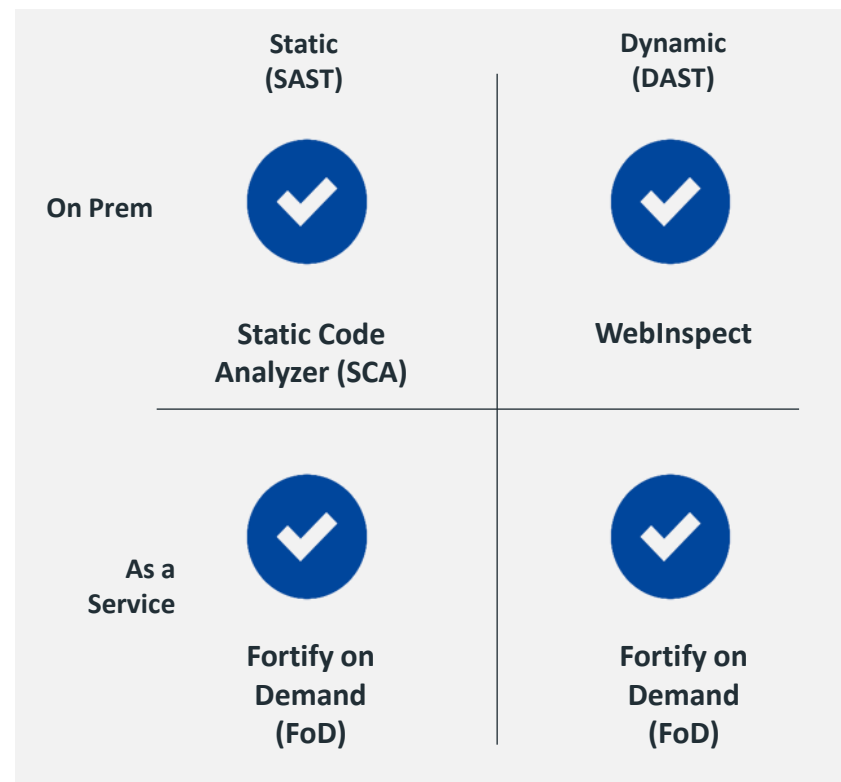 Static
(SAST)
Dynamic
(DAST)
On Prem
Static Code
Analyzer (SCA)
WebInspect
As a
Service
Fortify on
Demand
(FoD)
Fortify on
Demand
(FoD)